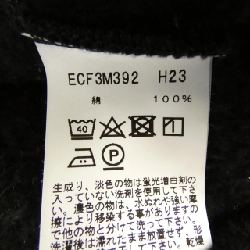 ECF3M392 H23
綿 100%
40
P
生成り、淡色の物は蛍光増白剤の
入っていない洗剤を使用して下さ
い。濃色の物は、水ぬれや強い摩
擦により移染する事があります
で他の物と分けて洗って下さ
洗濯後は濡れたまま放置せず、形